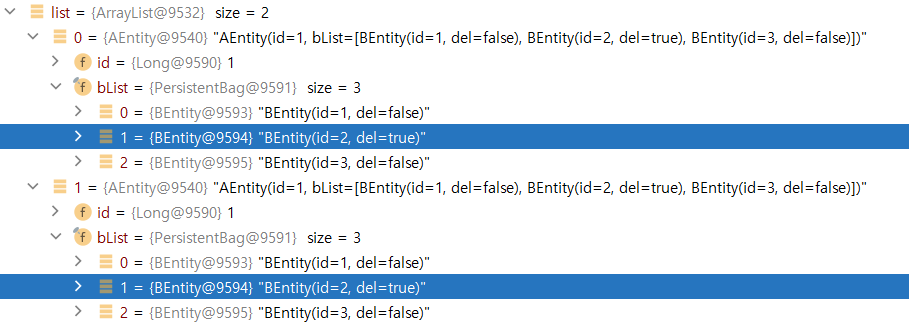 list = {ArrayList@9532} size = 2
0 = {AEntity@9540} "AEntity(id=1, bList=[BEntity(id=1, del=false), BEntity(id=2, del=true), BEntity(id=3, del=false)])"
f id = {Long@9590} 1
f bList = {PersistentBag@9591} size = 3
0 = {BEntity@9593} "BEntity(id=1, del=false)"
1 = {BEntity@9594} "BEntity(id=2, del=true)"
2 = {BEntity@9595} "BEntity(id=3, del=false)"
1 = {AEntity@9540} "AEntity(id=1, bList=[BEntity(id=1, del=false), BEntity(id=2, del=true), BEntity(id=3, del=false)])"
f id = {Long@9590} 1
f bList = {PersistentBag@9591} size = 3
0 = {BEntity@9593} "BEntity(id=1, del=false)"
1 = {BEntity@9594} "BEntity(id=2, del=true)"
2 = {BEntity@9595} "BEntity(id=3, del=false)"